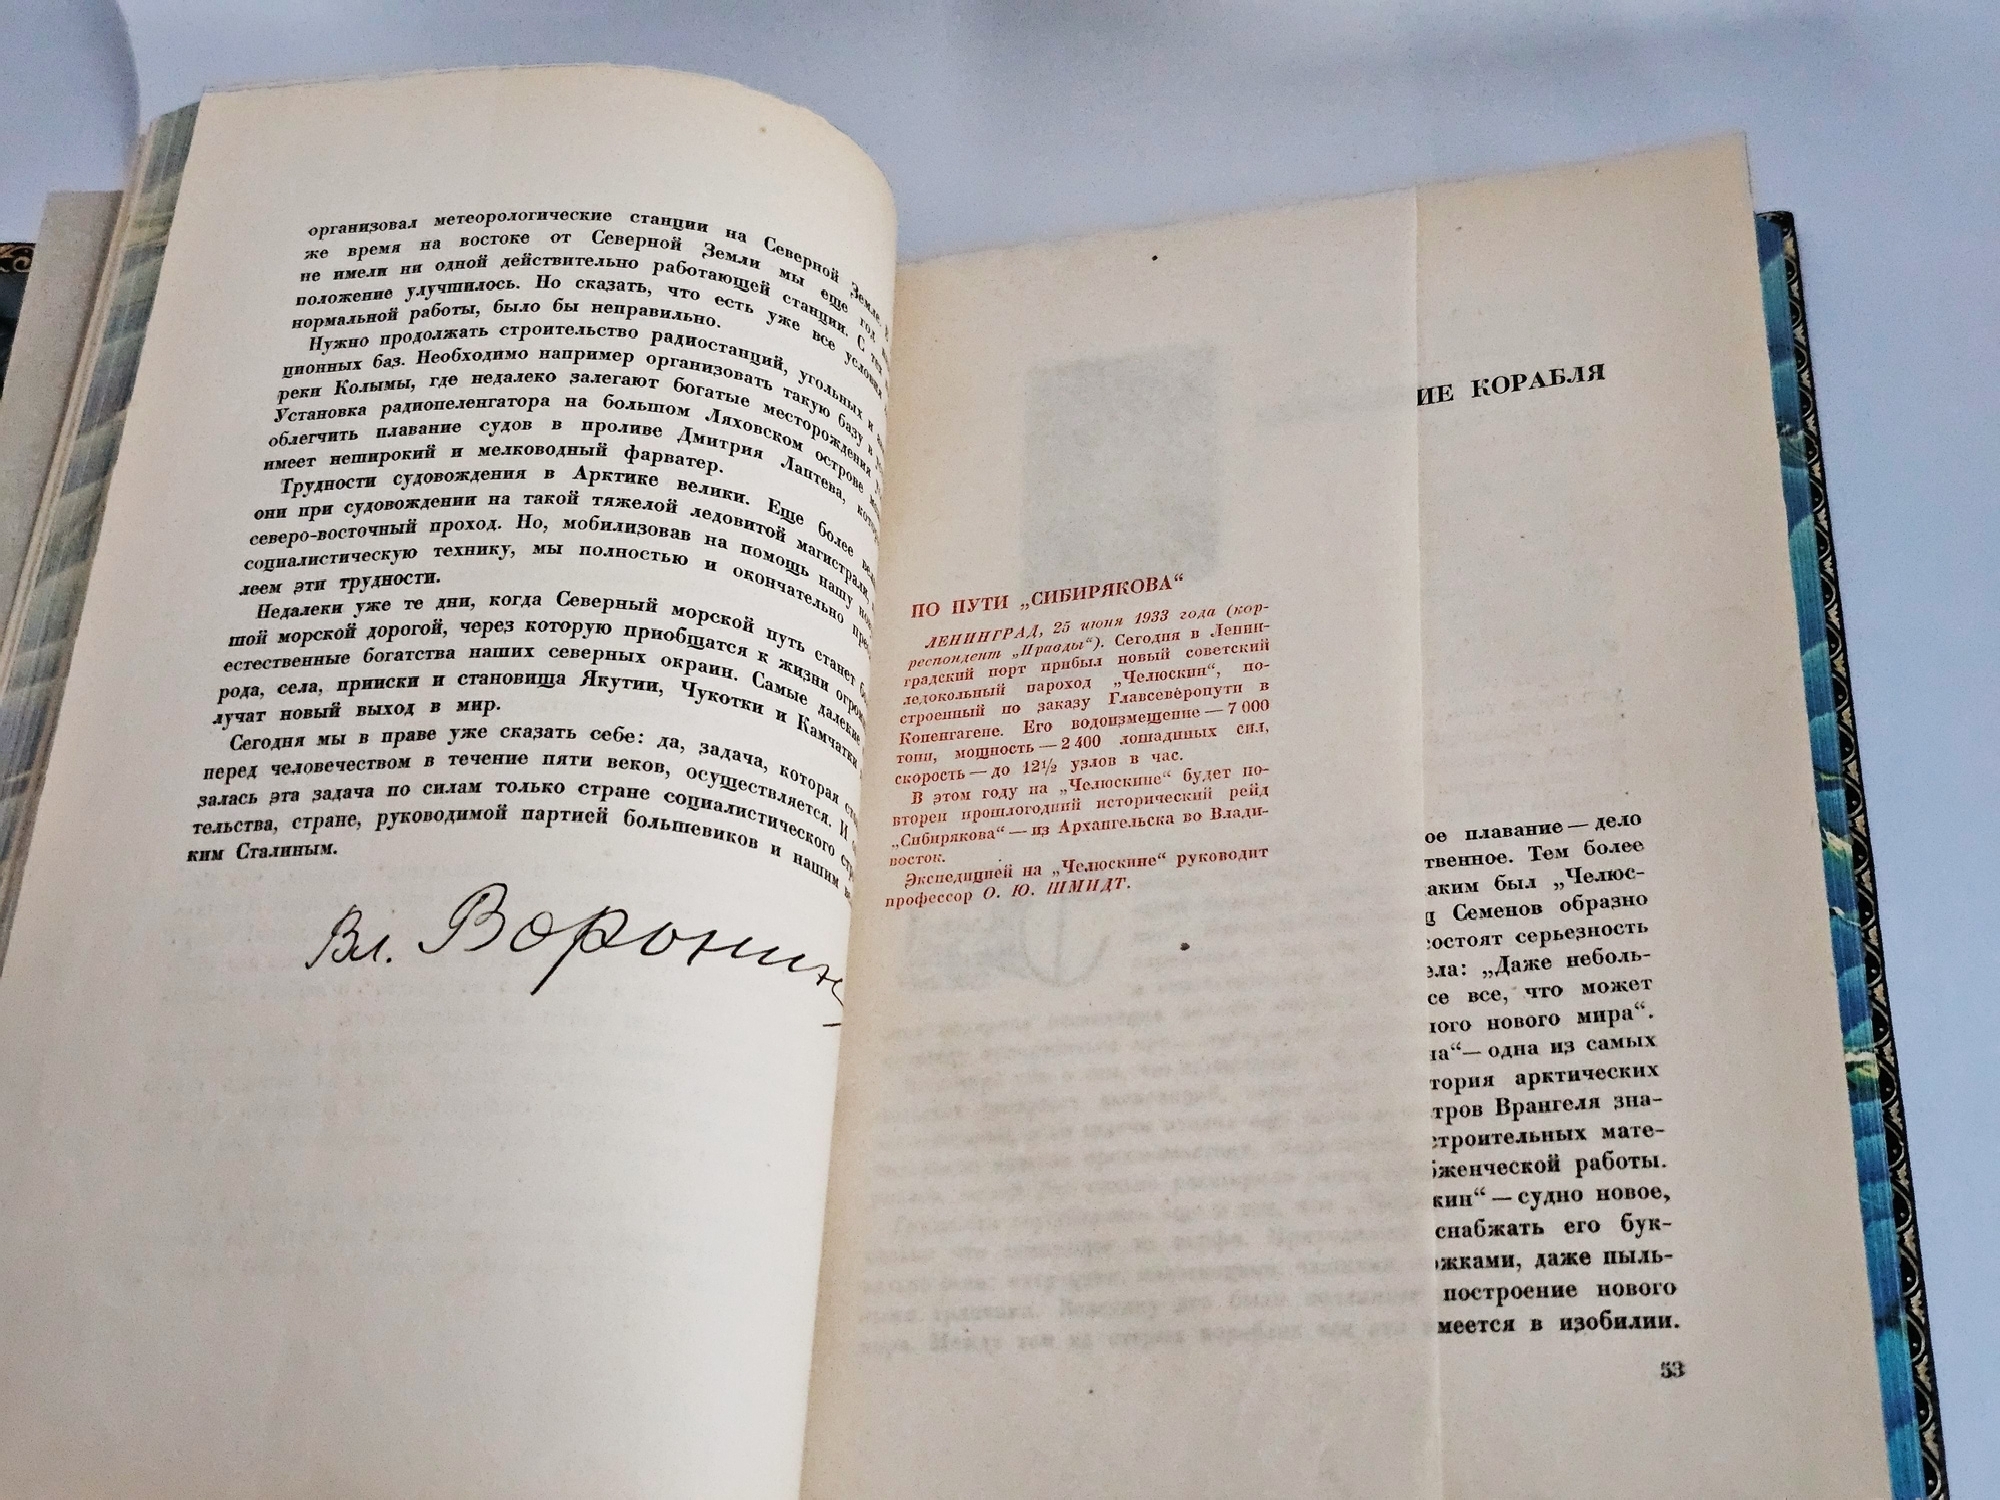 организовал метеорологические станции на Северной Земле. В
же время на востоке от Северной Земли мы еще год
не имели ни одной действительно работающей станции. С тех
положение улучшилось. Но сказать, что есть уже все условия
нормальной работы, было бы неправильно.
Нужно продолжать строительство радиостанций, угольных и
ционных баз. Необходимо например организовать такую базу в
реки Колымы, где недалеко залегают богатые месторождения
Установка радиопеленгатора на большом Ляховском острове
облегчить плавание судов в проливе Дмитрия Лаптева,
имеет неширокий и мелководный фарватер.
Трудности судовождения в Арктике велики. Еще более
они при судовождении на такой тяжелой ледовитой магистрали,
северо-восточный проход. Но, мобилизовав на помощь нашу
социалистическую технику, мы полностью и окончательно
леем эти трудности.
Недалеки уже те дни, когда Северный морской путь станет
шой морской дорогой, через которую приобщатся к жизни
естественные богатства наших северных окраин. Самые далекие
рода, села, прииски и становища Якутии, Чукотки и Камчатки
лучат новый выход в мир.
Сегодня мы в праве уже сказать себе: да, задача, которая
перед человечеством в течение пяти веков, осуществляется. И
залась эта задача по силам только стране социалистического
тельства, стране, руководимой партией большевиков и нашим
ким Сталиным.
Вл. Воронин
ПО ПУТИ „СИБИРЯКОВА“
ЛЕНИНГРАД, 25 июня 1933 года (кор-
респондент „Правды“). Сегодня в Ленин-
градский порт прибыл новый советский
ледокольный пароход „Челюскин“, по-
строенный по заказу Главсевморпути в
Копенгагене. Его водоизмещение — 7 000
тонн, мощность — 2 400 лошадиных сил,
скорость — до 12½ узлов в час.
В этом году на „Челюскине“ будет по-
вторен прошлогодний исторический рейд
„Сибирякова“ — из Архангельска во Влади-
восток.
Экспедицией на „Челюскине“ руководит
профессор О. Ю. ШМИДТ.
ИЕ КОРАБЛЯ
ое плавание — дело
твенное. Тем более
аким был „Челюс-
ц Семенов образно
состоят серьезность
ела: „Даже неболь-
се все, что может
ного нового мира“.
на“ — одна из самых
тория арктических
тров Врангеля зна-
строительных мате-
бженческой работы.
кин“ — судно новое,
снабжать его бук-
ожками, даже пыль-
построение нового
меется в изобилии.
53